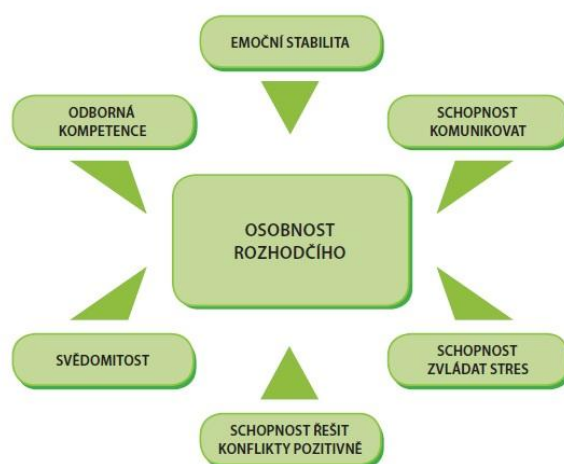 EMOČNÍ STABILITA
ODBORNÁ
KOMPETENCE
SCHOPNOST
KOMUNIKOVAT
OSOBNOST
ROZHODČÍHO
SVĚDOMITOST
SCHOPNOST
ZVLÁDAT STRES
SCHOPNOST ŘEŠIT
KONFLIKTY POZITIVNĚ